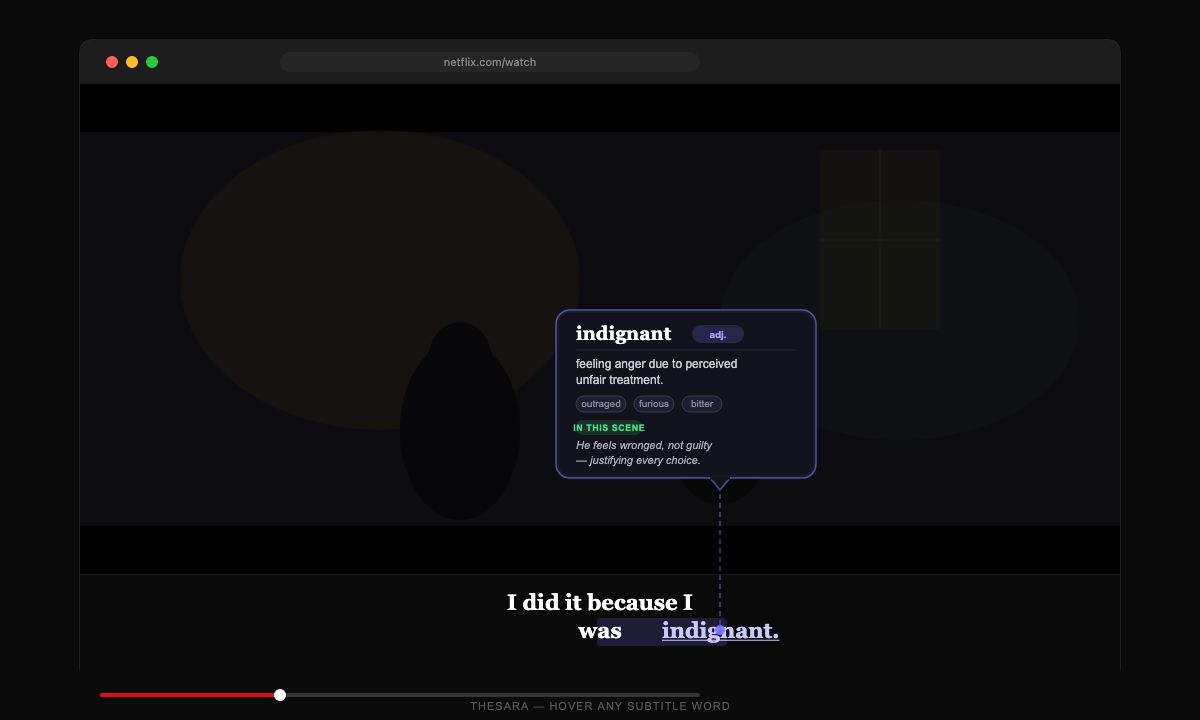 netflix.com/watch
indignant adj.
feeling anger due to perceived
unfair treatment.
outraged furious bitter
IN THIS SCENE
He feels wronged, not guilty
— justifying every choice.
I did it because I
was indignant.
THESARA — HOVER ANY SUBTITLE WORD